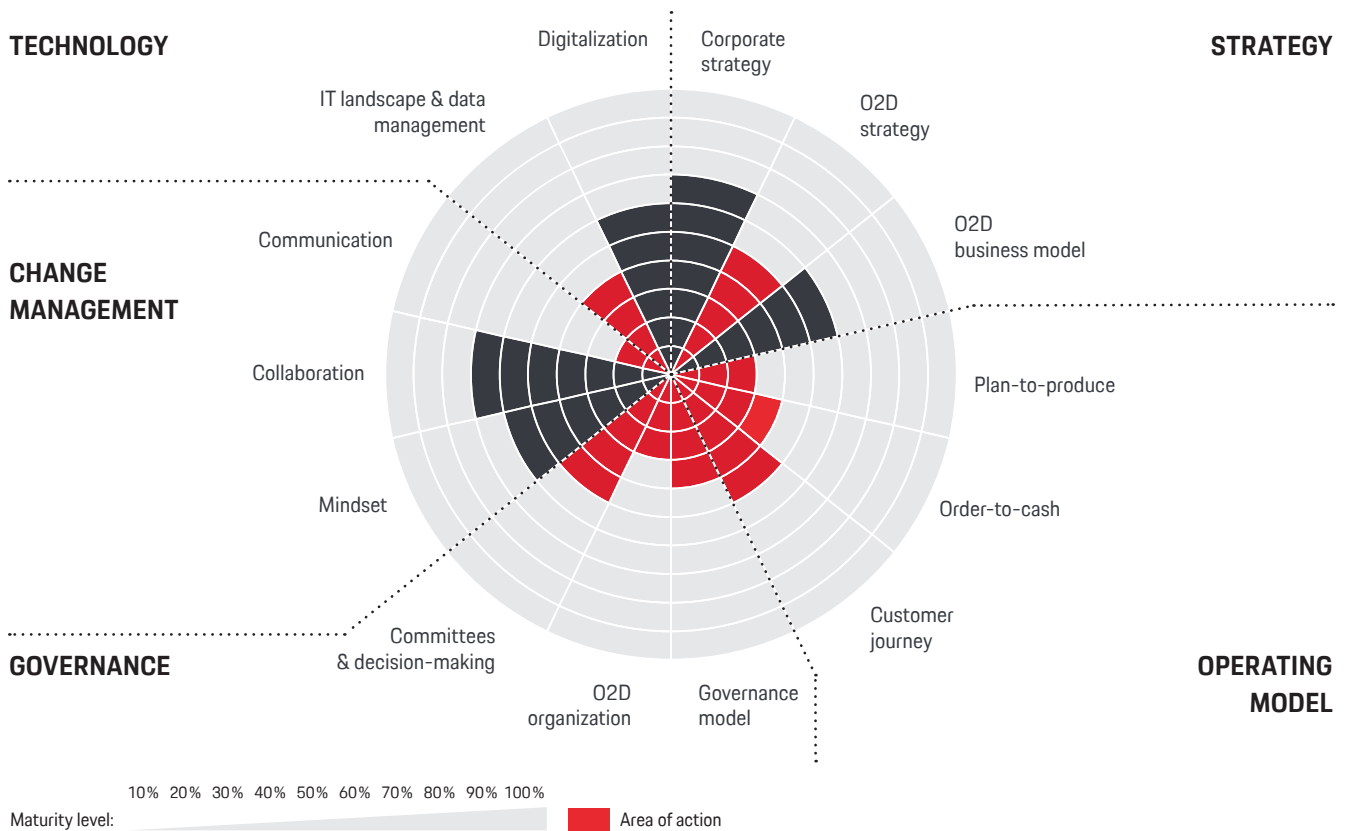 TECHNOLOGY
Digitalization
Corporate
strategy
STRATEGY
IT landscape & data
management
O2D
strategy
Communication
O2D
business model
CHANGE
MANAGEMENT
Collaboration
Plan-to-produce
Mindset
Order-to-cash
Customer
journey
Committees
& decision-making
GOVERNANCE
OPERATING
MODEL
O2D
organization
Governance
model
10% 20% 30% 40% 50% 60% 70% 80% 90% 100%
Maturity level:
Area of action